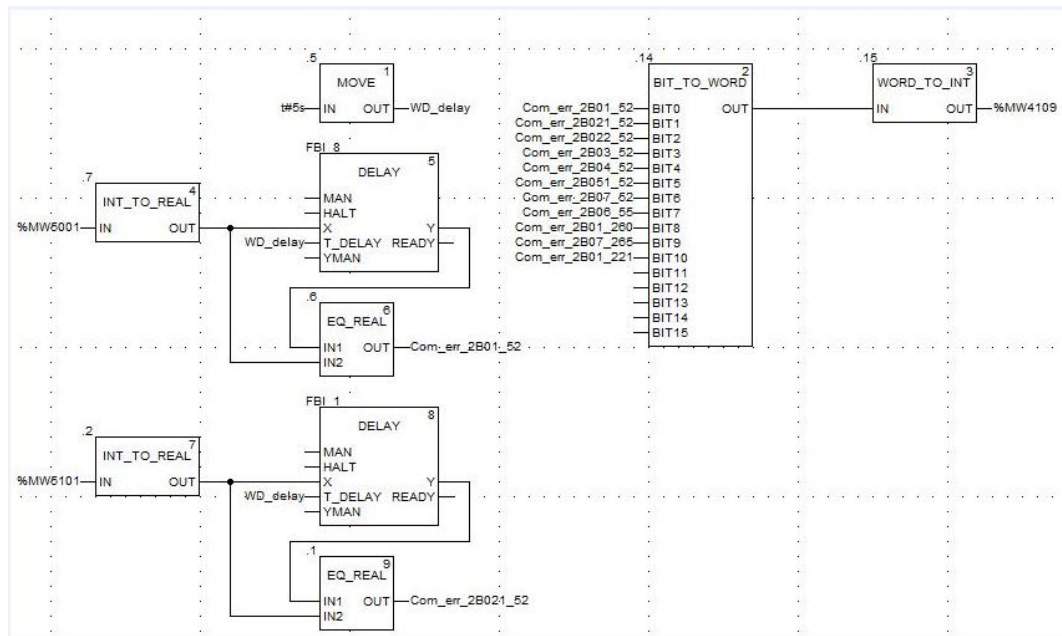 .5
1
MOVE
t#5s IN OUT WD_delay
.14
2
BIT_TO_WORD
Com_err_2B01_52 BIT0 OUT
Com_err_2B021_52 BIT1
Com_err_2B022_52 BIT2
Com_err_2B03_52 BIT3
Com_err_2B04_52 BIT4
Com_err_2B051_52 BIT5
Com_err_2B07_52 BIT6
Com_err_2B06_55 BIT7
Com_err_2B01_260 BIT8
Com_err_2B07_265 BIT9
Com_err_2B01_221 BIT10
BIT11
BIT12
BIT13
BIT14
BIT15
.15
3
WORD_TO_INT
IN OUT %MW4109
.7
4
INT_TO_REAL
%MW5001 IN OUT
FBI_8
5
DELAY
MAN
HALT
X Y
WD_delay T_DELAY READY
YMAN
.6
6
EQ_REAL
IN1 OUT Com_err_2B01_52
IN2
.2
7
INT_TO_REAL
%MW5101 IN OUT
FBI_1
8
DELAY
MAN
HALT
X Y
WD_delay T_DELAY READY
YMAN
.1
9
EQ_REAL
IN1 OUT Com_err_2B021_52
IN2